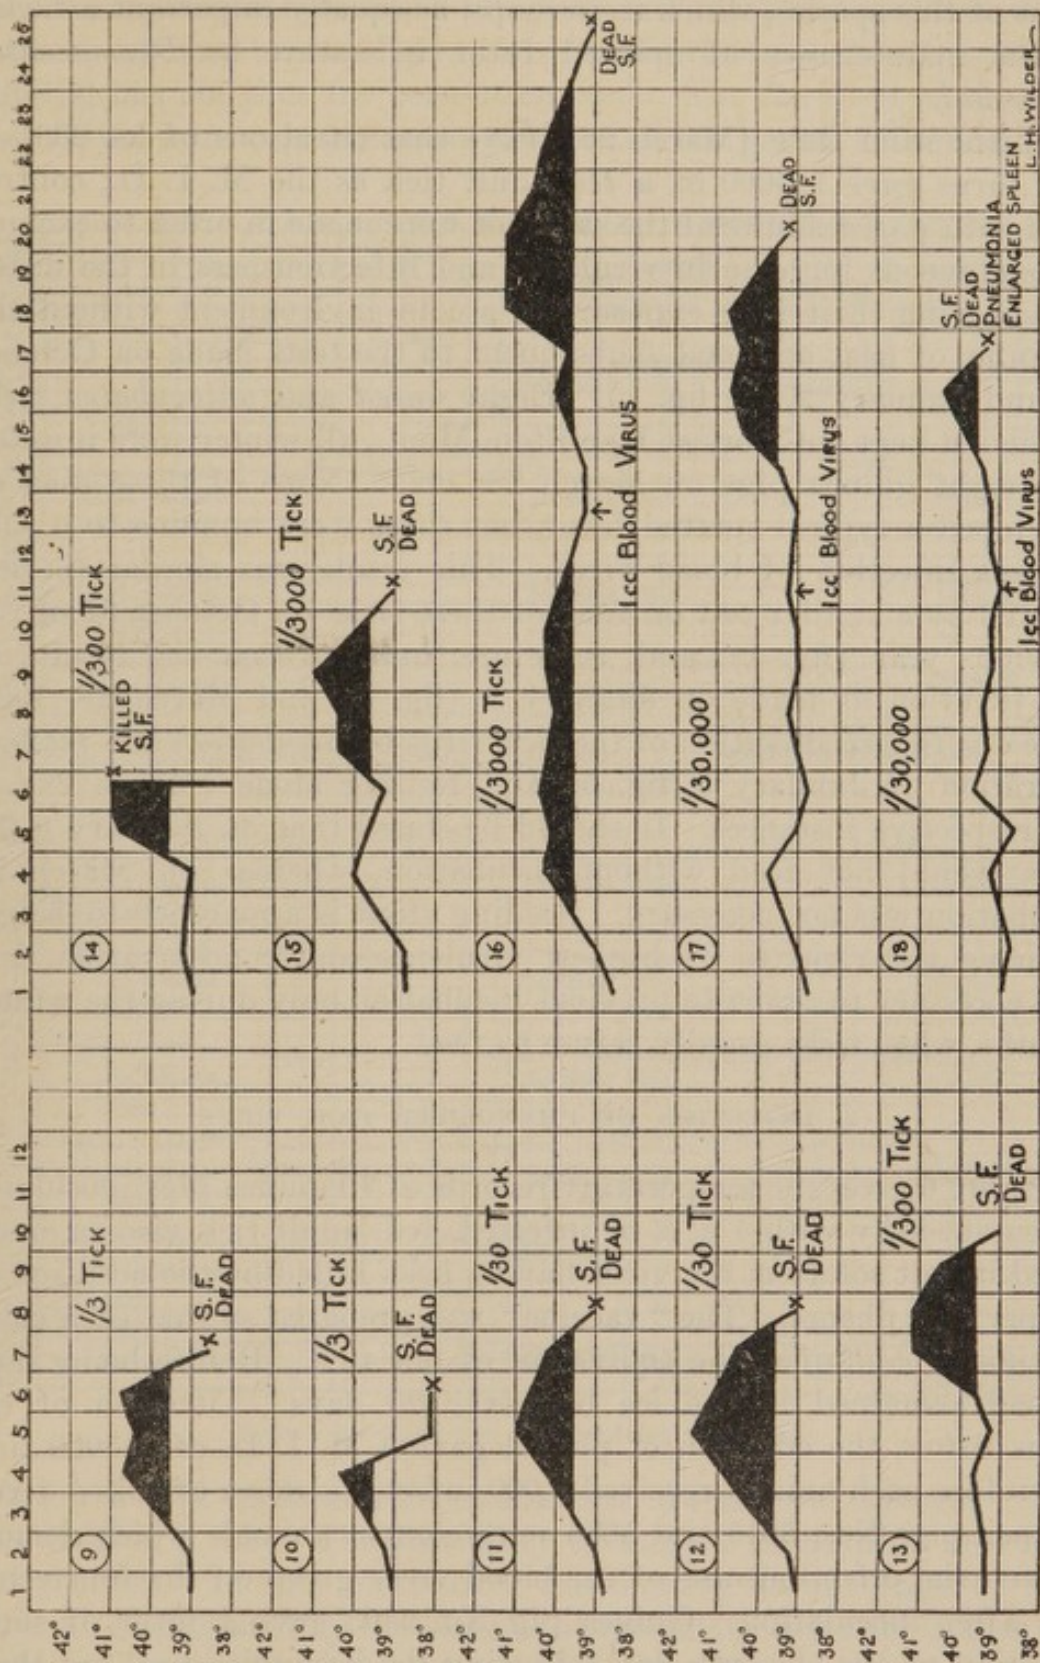 1 2 3 4 5 6 7 8 9 10 11 12
1 2 3 4 5 6 7 8 9 10 11 12 13 14 15 16 17 18 19 20 21 22 23 24 26
42° 41° 40° 39° 38°
42° 41° 40° 39° 38°
42° 41° 40° 39° 38°
42° 41° 40° 39° 38°
42° 41° 40° 39° 38°
9
1/3 TICK
X S. F.
DEAD
10
1/3 TICK
S. F.
DEAD
X
11
1/30 TICK
X S. F.
DEAD
12
1/30 TICK
X S. F.
DEAD
13
1/300 TICK
S. F.
DEAD
14
1/300 TICK
X KILLED
S.F.
15
1/3000 TICK
S.F.
DEAD
X
16
1/3000 TICK
↑
1cc Blood VIRUS
X
DEAD
S.F.
17
1/30,000
↑
1cc Blood VIRUS
X DEAD
S.F.
18
1/30,000
↑
1cc Blood VIRUS
S.F.
DEAD
X PNEUMONIA
ENLARGED SPLEEN
L. H. WILDER